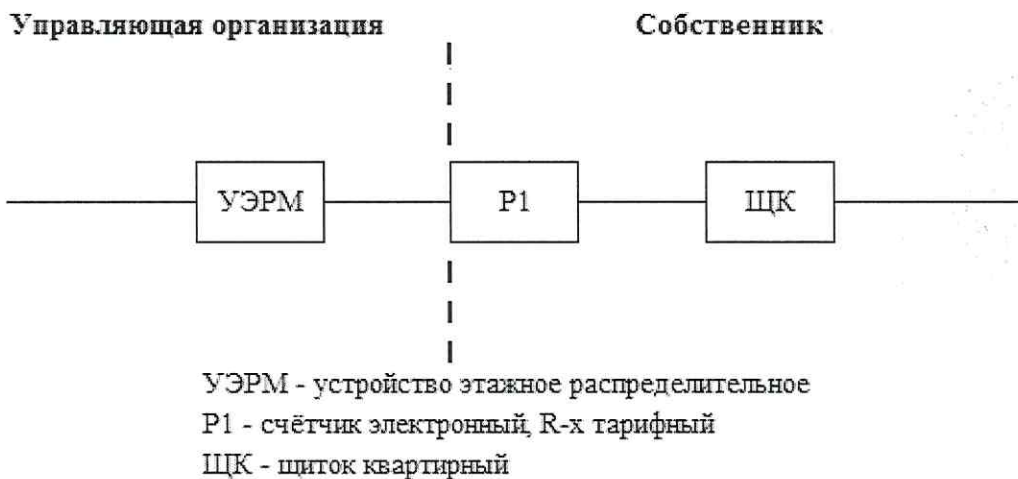 Управляющая организация Собственник
УЭРМ Р1 ЩК
УЭРМ - устройство этажное распределительное
Р1 - счётчик электронный, R-х тарифный
ЩК - щиток квартирный